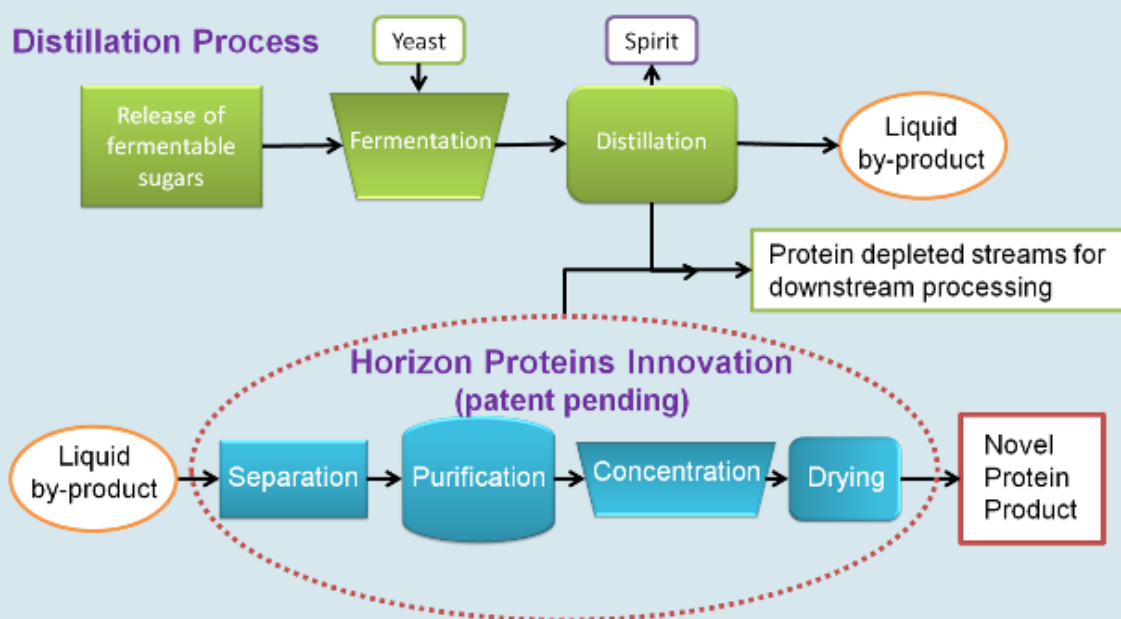 Distillation Process
Yeast
Spirit
Release of
fermentable
sugars
Fermentation
Distillation
Liquid
by-product
Protein depleted streams for
downstream processing
Horizon Proteins Innovation
(patent pending)
Liquid
by-product
Separation
Purification
Concentration
Drying
Novel
Protein
Product